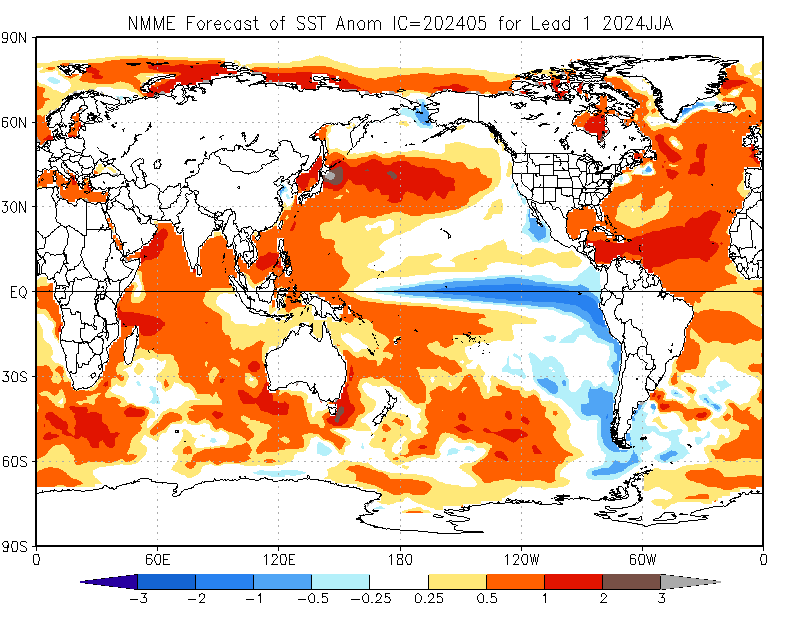 NMME Forecast of SST Anom IC=202405 for Lead 1 2024JJA
90N
60N
30N
EQ
30S
60S
90S
0 60E 120E 180 120W 60W 0
-3 -2 -1 -0.5 -0.25 0.25 0.5 1 2 3